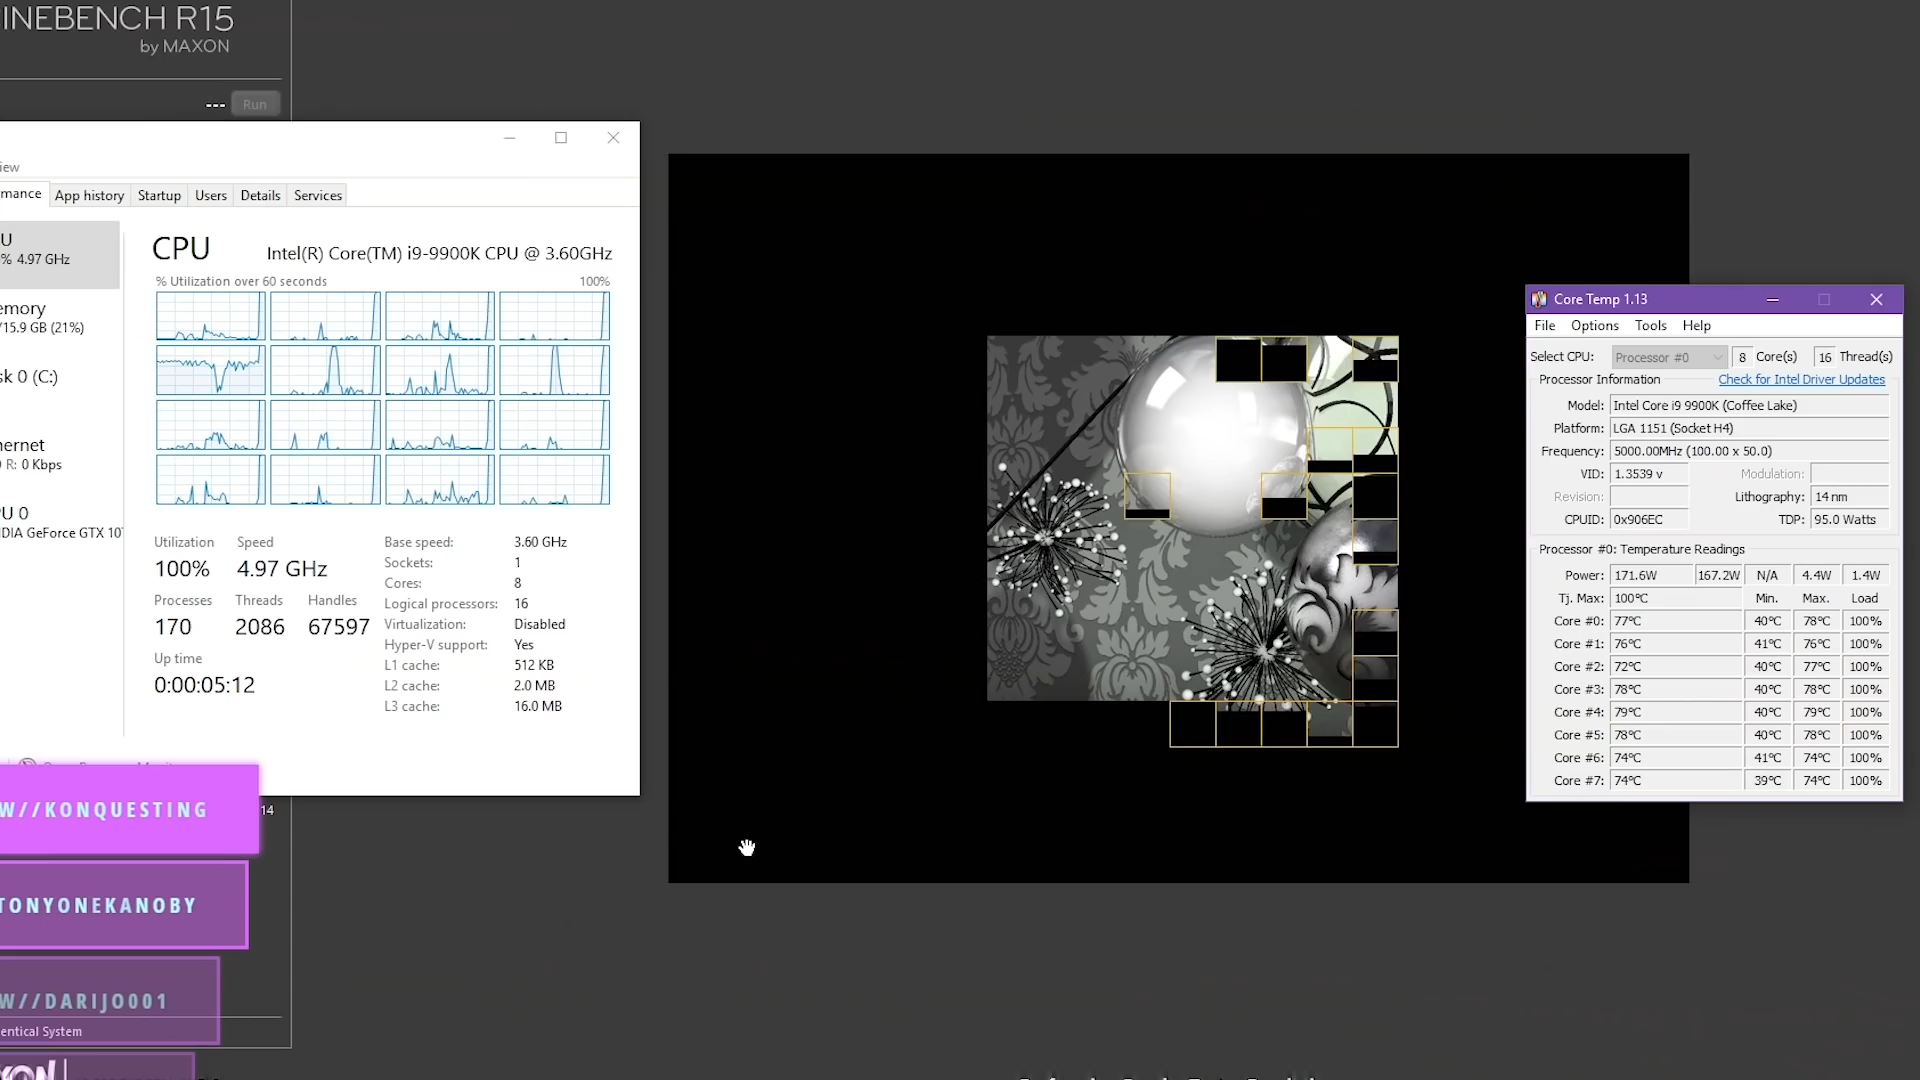 INEBENCH R15
by MAXON
--- Run
iew
mance App history Startup Users Details Services
U
% 4.97 GHz
emory
/15.9 GB (21%)
sk 0 (C:)
ernet
R: 0 Kbps
PU 0
IDIA GeForce GTX 107
CPU Intel(R) Core(TM) i9-9900K CPU @ 3.60GHz
% Utilization over 60 seconds 100%
Utilization Speed
100% 4.97 GHz
Processes Threads Handles
170 2086 67597
Up time
0:00:05:12
Base speed: 3.60 GHz
Sockets: 1
Cores: 8
Logical processors: 16
Virtualization: Disabled
Hyper-V support: Yes
L1 cache: 512 KB
L2 cache: 2.0 MB
L3 cache: 16.0 MB
W//KONQUESTING
14
TONYONEKANOBY
W//DARIJO001
entical System
Core Temp 1.13
File Options Tools Help
Select CPU: Processor #0 8 Core(s) 16 Thread(s)
Processor Information Check for Intel Driver Updates
Model: Intel Core i9 9900K (Coffee Lake)
Platform: LGA 1151 (Socket H4)
Frequency: 5000.00MHz (100.00 x 50.0)
VID: 1.3539 v Modulation:
Revision: Lithography: 14 nm
CPUID: 0x906EC TDP: 95.0 Watts
Processor #0: Temperature Readings
Power: 171.6W 167.2W N/A 4.4W 1.4W
Tj. Max: 100°C Min. Max. Load
Core #0: 77°C 40°C 78°C 100%
Core #1: 76°C 41°C 76°C 100%
Core #2: 72°C 40°C 77°C 100%
Core #3: 78°C 40°C 78°C 100%
Core #4: 79°C 40°C 79°C 100%
Core #5: 78°C 40°C 78°C 100%
Core #6: 74°C 41°C 74°C 100%
Core #7: 74°C 39°C 74°C 100%